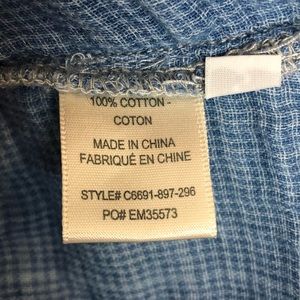 100% COTTON -
COTON
MADE IN CHINA
FABRIQUÉ EN CHINE
STYLE# C6691-897-296
PO# EM35573